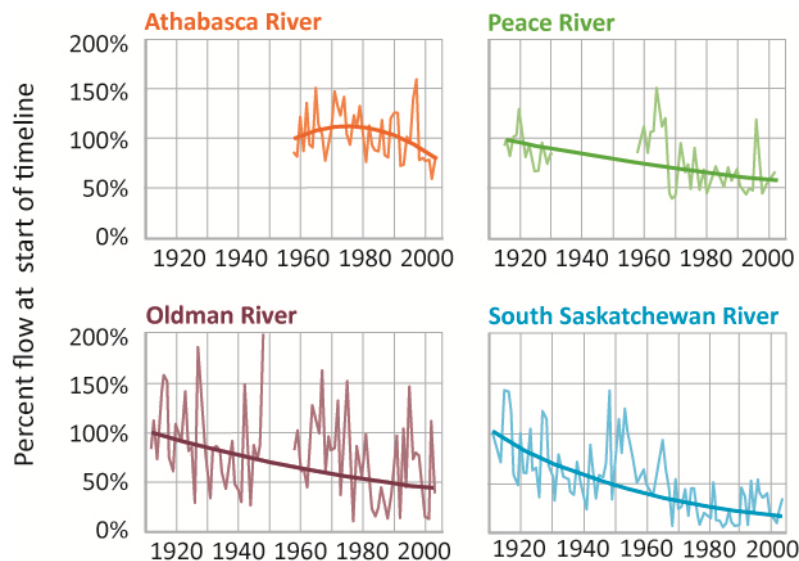 Athabasca River
Peace River
Percent flow at start of timeline
200%
150%
100%
50%
0%
1920 1940 1960 1980 2000
1920 1940 1960 1980 2000
Oldman River
South Saskatchewan River
200%
150%
100%
50%
0%
1920 1940 1960 1980 2000
1920 1940 1960 1980 2000